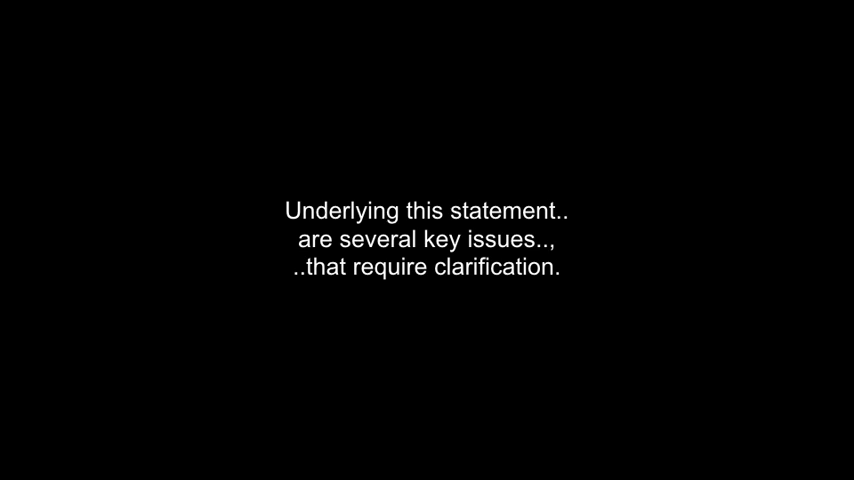 Underlying this statement..
are several key issues..,
..that require clarification.